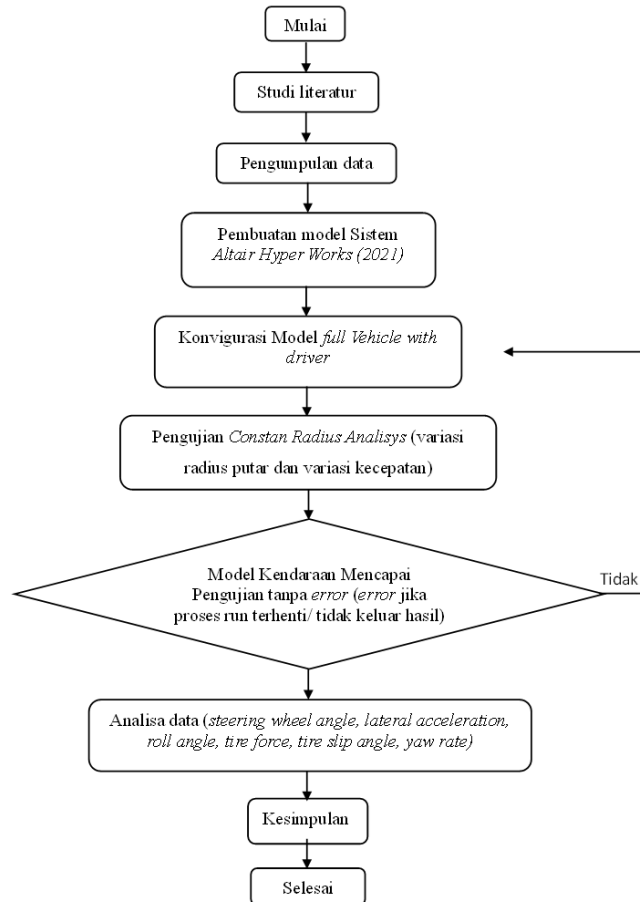 Mulai
Studi literatur
Pengumpulan data
Pembuatan model Sistem
Altair Hyper Works (2021)
Konvigurasi Model full Vehicle with
driver
Pengujian Constan Radius Analisys (variasi
radius putar dan variasi kecepatan)
Model Kendaraan Mencapai
Pengujian tanpa error (error jika
proses run terhenti/ tidak keluar hasil)
Tidak
Analisa data (steering wheel angle, lateral acceleration,
roll angle, tire force, tire slip angle, yaw rate)
Kesimpulan
Selesai